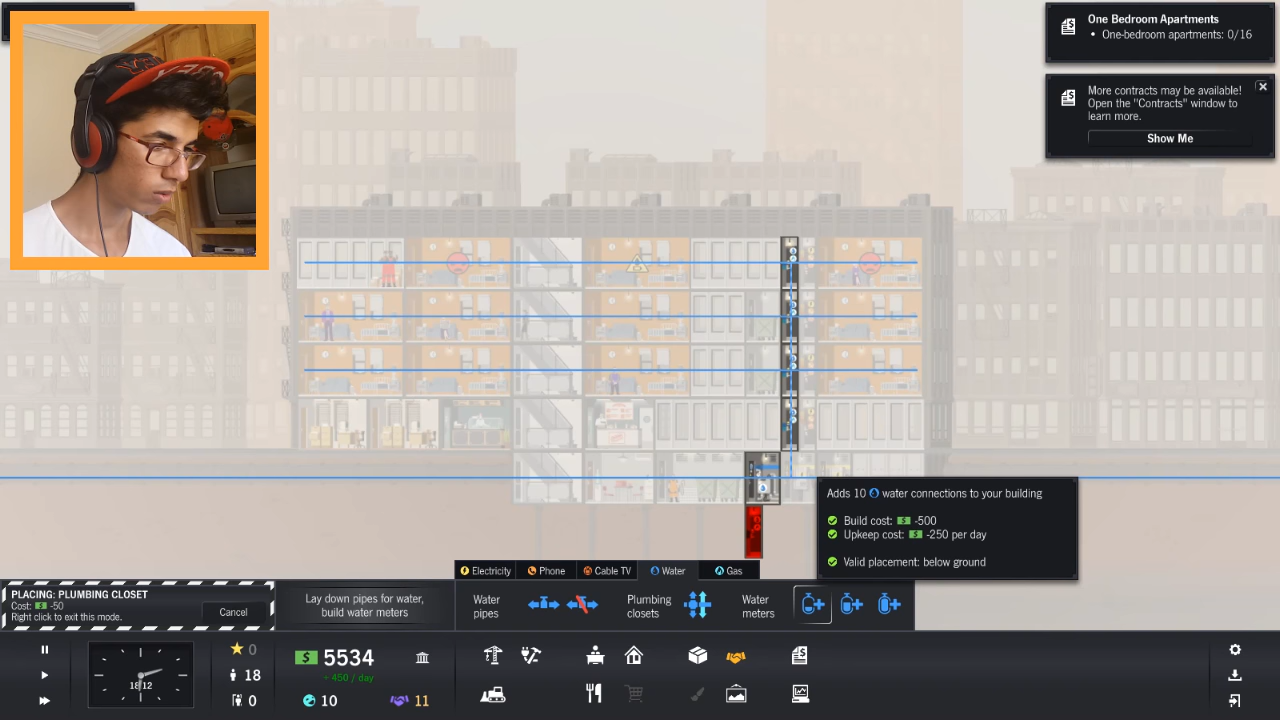 One Bedroom Apartments
• One-bedroom apartments: 0/16
More contracts may be available!
Open the "Contracts" window to
learn more.
Show Me
Adds 10 water connections to your building
Build cost: $ -500
Upkeep cost: $ -250 per day
Valid placement: below ground
Electricity
Phone
Cable TV
Water
Gas
PLACING: PLUMBING CLOSET
Cost: $ -50
Right click to exit this mode.
Cancel
Lay down pipes for water,
build water meters
Water
pipes
Plumbing
closets
Water
meters
18:12
0
18
0
$ 5534
+ 450 / day
10
11